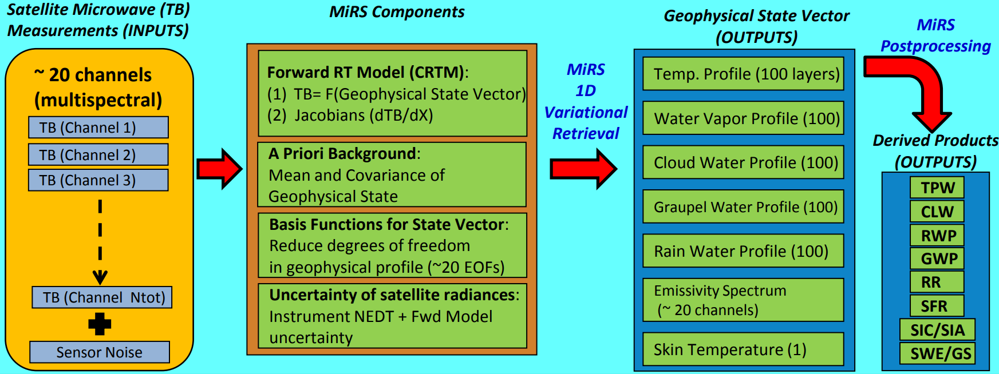 Satellite Microwave (TB)
Measurements (INPUTS)
~ 20 channels
(multispectral)
TB (Channel 1)
TB (Channel 2)
TB (Channel 3)
TB (Channel  Ntot)
Sensor Noise
MiRS Components
Forward RT Model (CRTM):
(1) TB= F(Geophysical State Vector)
(2) Jacobians (dTB/dX)
A Priori Background:
Mean and Covariance of
Geophysical State
Basis Functions for State Vector:
Reduce degrees of freedom
in geophysical profile (~20 EOFs)
Uncertainty of satellite radiances:
Instrument NEDT + Fwd Model
uncertainty
MiRS
1D
Variational
Retrieval
Geophysical State Vector
(OUTPUTS)
Temp. Profile (100 layers)
Water Vapor Profile (100)
Cloud Water Profile (100)
Graupel Water Profile (100)
Rain Water Profile (100)
Emissivity Spectrum
(~ 20 channels)
Skin Temperature (1)
MiRS
Postprocessing
Derived Products
(OUTPUTS)
TPW
CLW
RWP
GWP
RR
SFR
SIC/SIA
SWE/GS